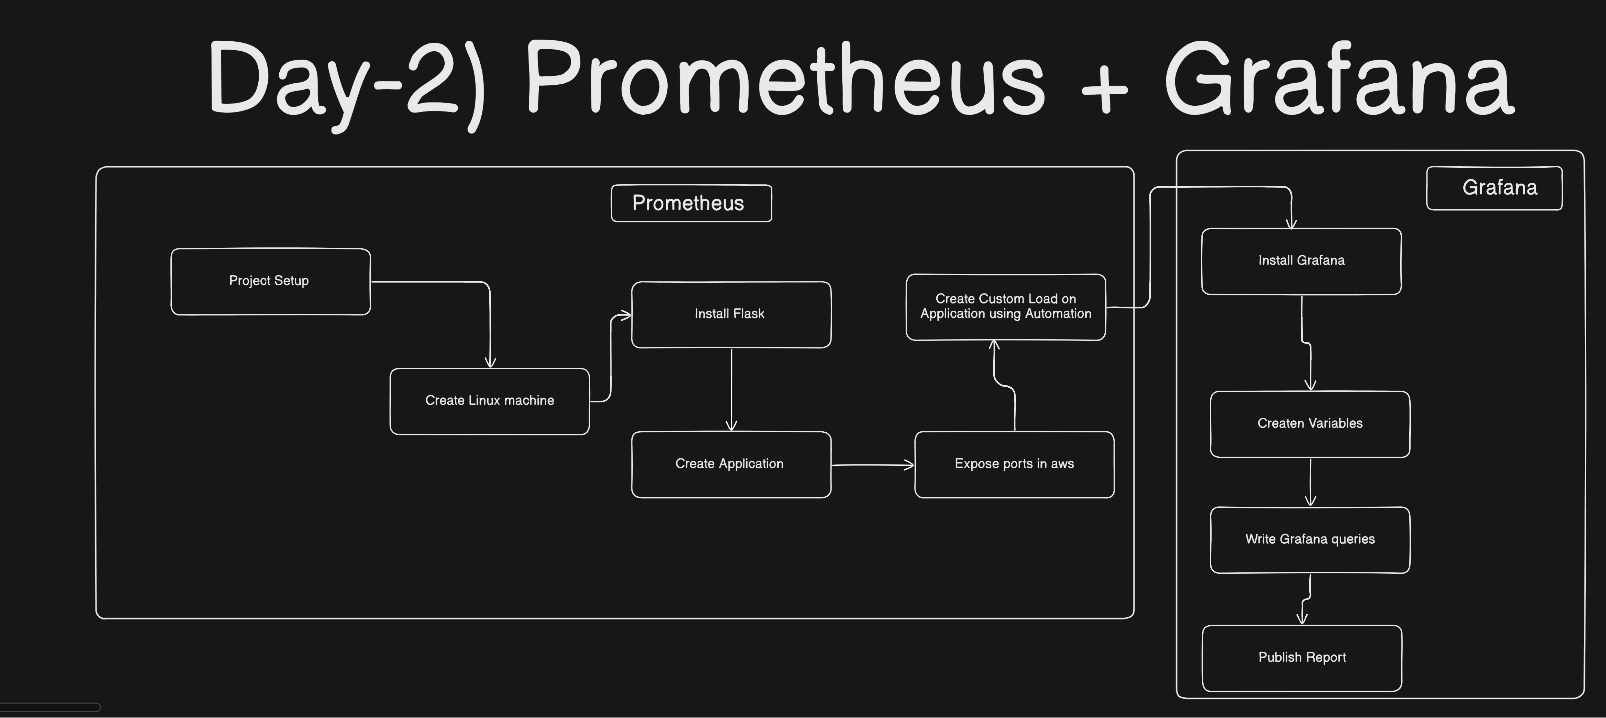 Day-2) Prometheus + Grafana
Prometheus
Project Setup
Create Linux machine
Install Flask
Create Application
Expose ports in aws
Create Custom Load on
Application using Automation
Grafana
Install Grafana
Createn Variables
Write Grafana queries
Publish Report